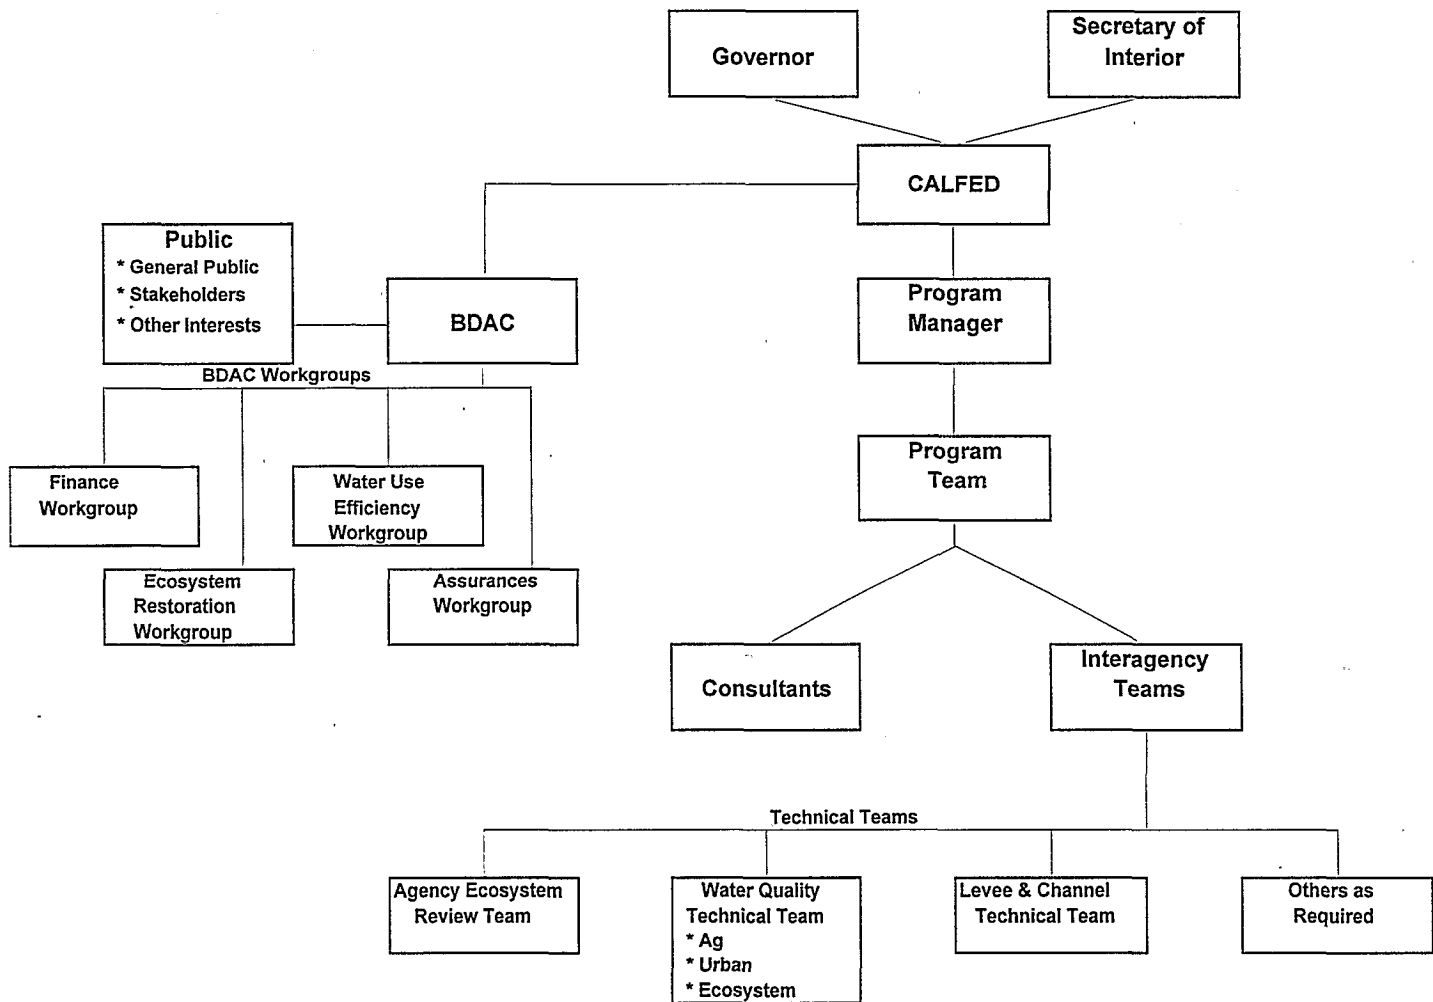 Governor
Secretary of
Interior
CALFED
Public
* General Public
* Stakeholders
* Other Interests
BDAC
Program
Manager
BDAC Workgroups
Finance
Workgroup
Water Use
Efficiency
Workgroup
Program
Team
Ecosystem
Restoration
Workgroup
Assurances
Workgroup
Consultants
Interagency
Teams
Technical Teams
Agency Ecosystem
Review Team
Water Quality
Technical Team
* Ag
* Urban
* Ecosystem
Levee & Channel
Technical Team
Others as
Required